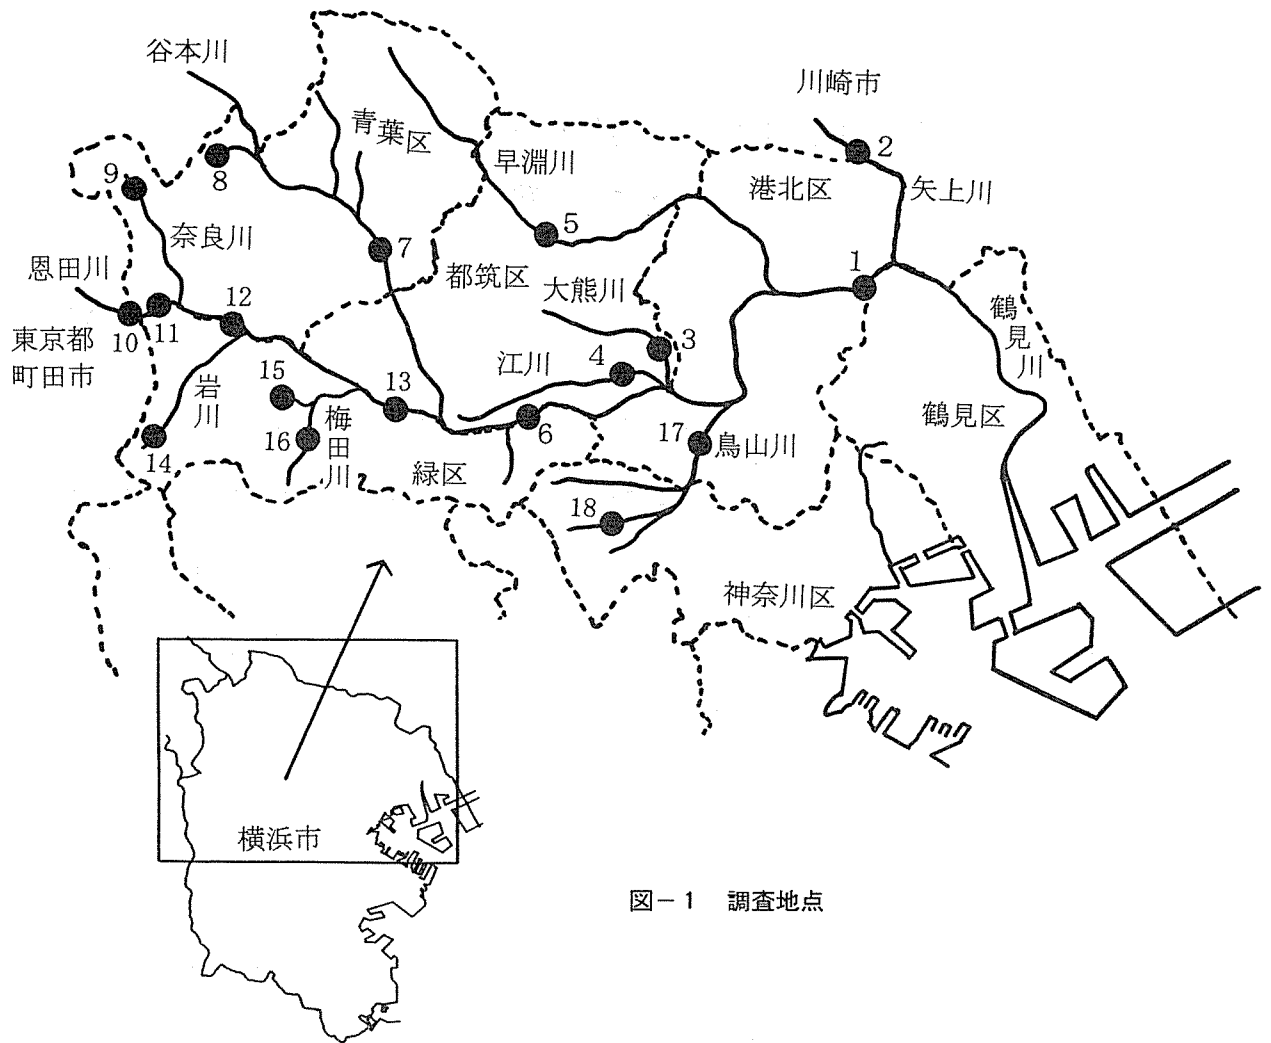 谷本川
川崎市
青葉区
2
早淵川
港北区
矢上川
8
9
奈良川
5
7
都筑区
1
恩田川
大熊川
鶴見川
12
10
11
東京都
町田市
3
江川
4
15
岩川
13
梅田川
鶴見区
14
16
6
17
鳥山川
緑区
18
神奈川区
横浜市
図-1 調査地点